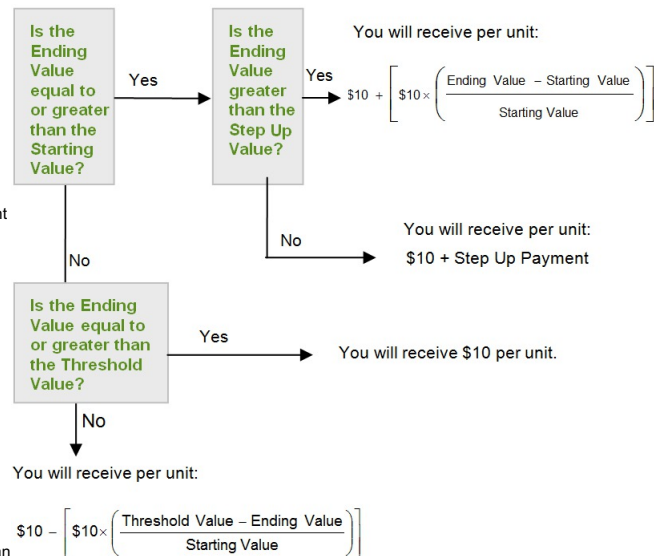 Is the
Ending
Value
equal to
or greater
than the
Starting
Value?
Yes
Is the
Ending
Value
greater
than the
Step Up
Value?
Yes
You will receive per unit:
$10 + [ $10 × ( Ending Value – Starting Value
Starting Value ) ]
No
You will receive per unit:
$10 + Step Up Payment
No
Is the Ending
Value equal to
or greater than
the Threshold
Value?
Yes
You will receive $10 per unit.
No
You will receive per unit:
$10 – [ $10× ( Threshold Value – Ending Value
Starting Value ) ]